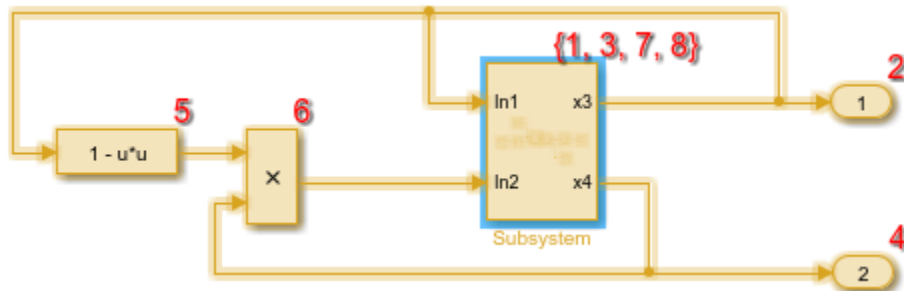 {1, 3, 7, 8}
2
In1 x3
1
5 6
1 - u*u
×
In2 x4
Subsystem
4
2